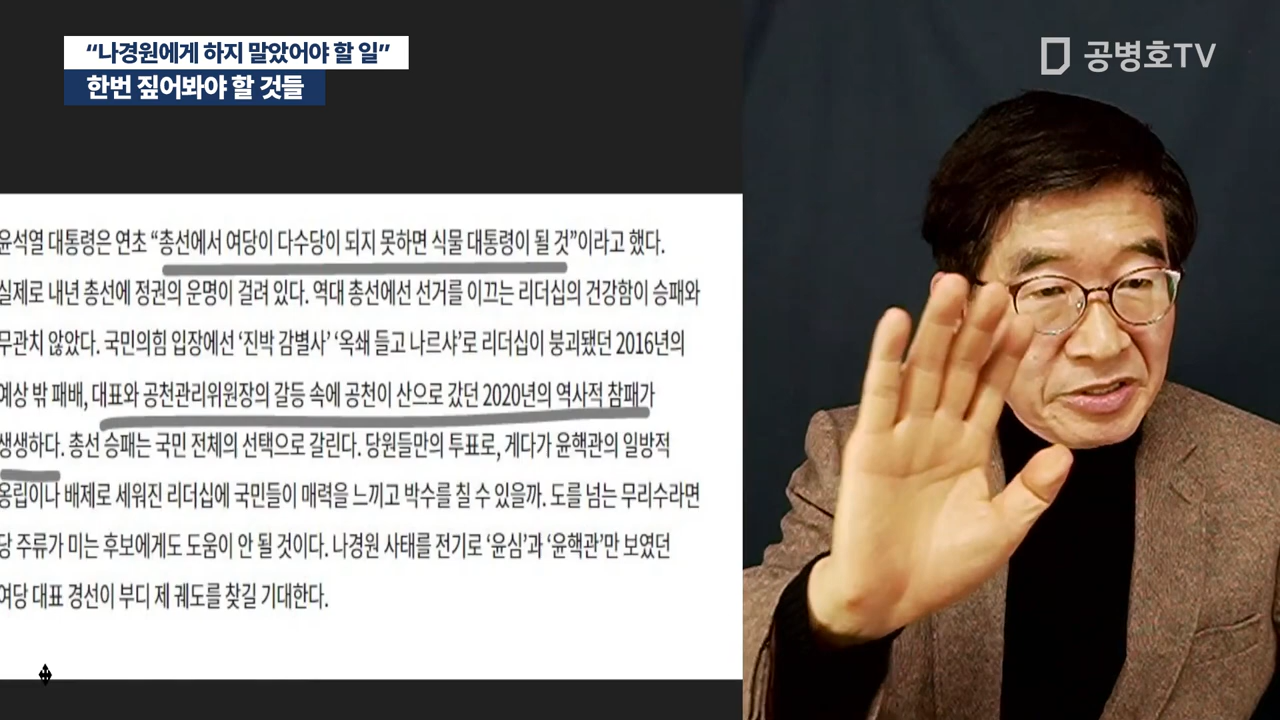 “나경원에게 하지 말았어야 할 일”
한번 짚어봐야 할 것들
공병호TV
윤석열 대통령은 연초 “총선에서 여당이 다수당이 되지 못하면 식물 대통령이 될 것”이라고 했다.
실제로 내년 총선에 정권의 운명이 걸려 있다. 역대 총선에선 선거를 이끄는 리더십의 건강함이 승패와
무관치 않았다. 국민의힘 입장에선 ‘진박 감별사’ ‘옥쇄 들고 나르샤’로 리더십이 붕괴됐던 2016년의
예상 밖 패배, 대표와 공천관리위원장의 갈등 속에 공천이 산으로 갔던 2020년의 역사적 참패가
생생하다. 총선 승패는 국민 전체의 선택으로 갈린다. 당원들만의 투표로, 게다가 윤핵관의 일방적
옹립이나 배제로 세워진 리더십에 국민들이 매력을 느끼고 박수를 칠 수 있을까. 도를 넘는 무리수라면
당 주류가 미는 후보에게도 도움이 안 될 것이다. 나경원 사태를 전기로 ‘윤심’과 ‘윤핵관’만 보였던
여당 대표 경선이 부디 제 궤도를 찾길 기대한다.